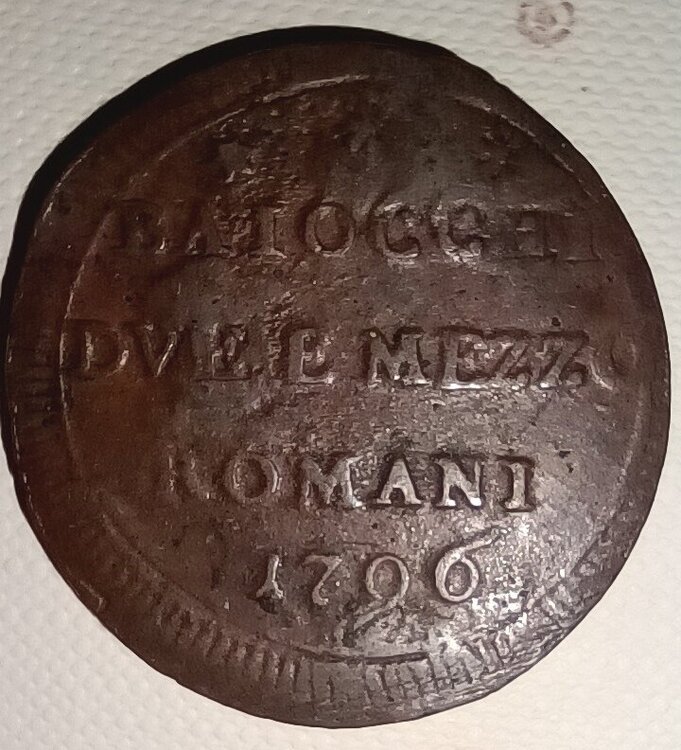 BAIOCCHI
DVE E MEZZO
ROMANI
1796